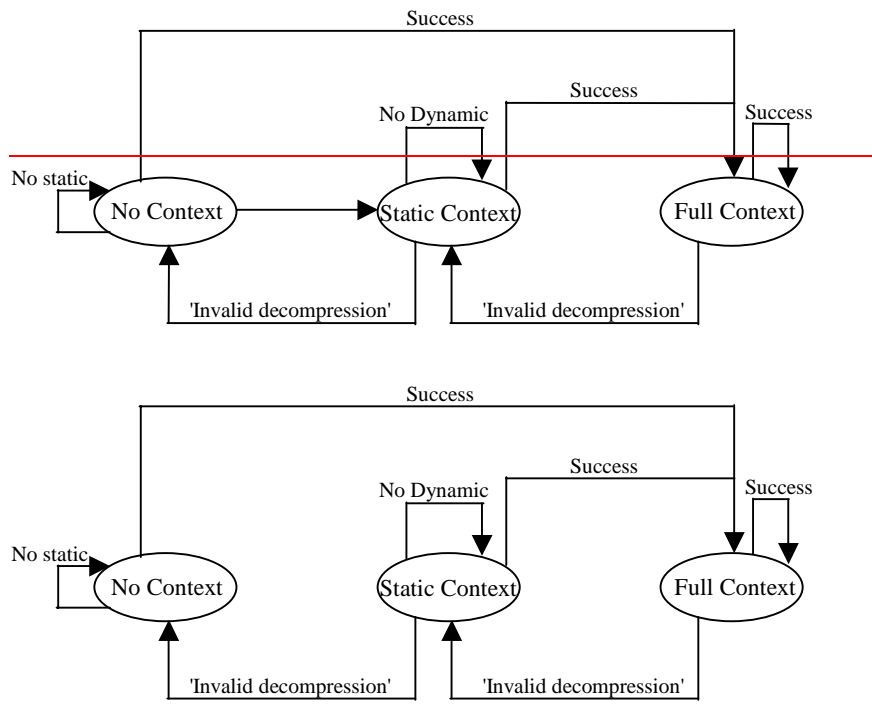 Success
Success
No Dynamic
Success
No static
No Context
Static Context
Full Context
'Invalid decompression'
'Invalid decompression'
Success
Success
No Dynamic
Success
No static
No Context
Static Context
Full Context
'Invalid decompression'
'Invalid decompression'